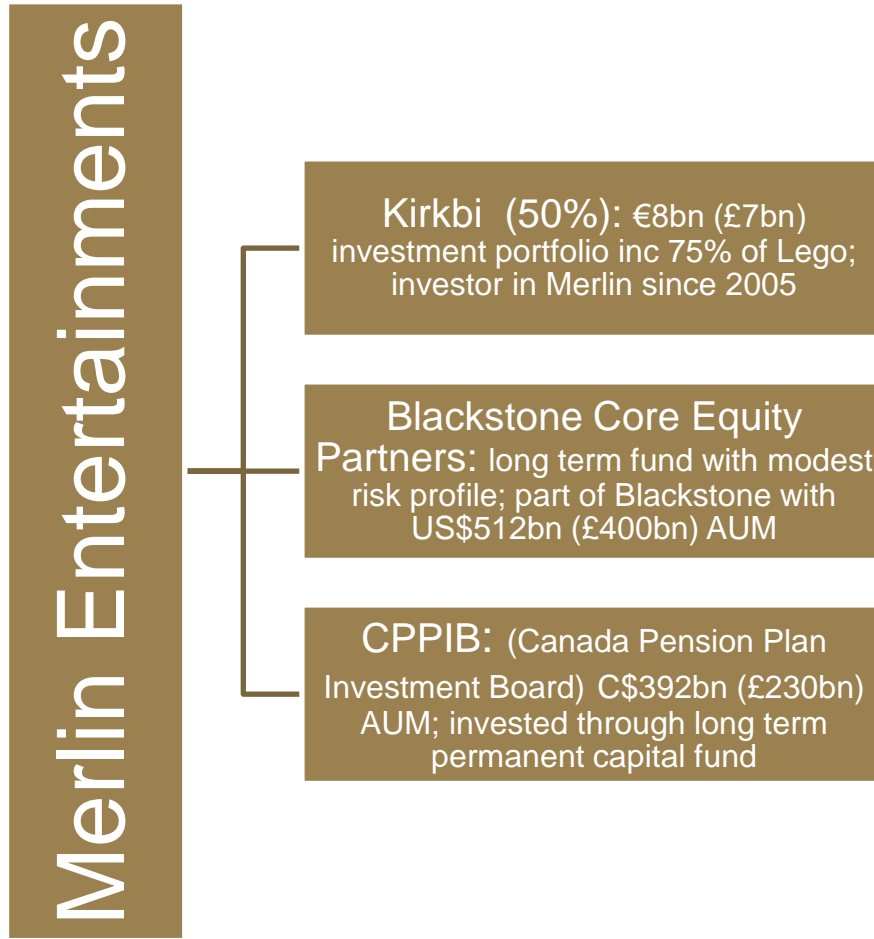 Merlin Entertainments
Kirkbi (50%): €8bn (£7bn)
investment portfolio inc 75% of Lego;
investor in Merlin since 2005
Blackstone Core Equity
Partners: long term fund with modest
risk profile; part of Blackstone with
US$512bn (£400bn) AUM
CPPIB: (Canada Pension Plan
Investment Board) C$392bn (£230bn)
AUM; invested through long term
permanent capital fund